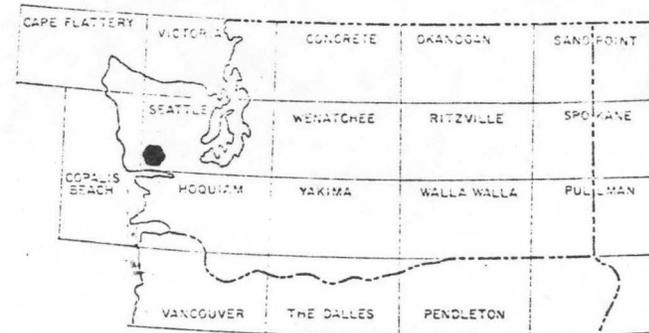 CAPE FLATTERY VICTORIA CONCRETE OKANOGAN SANDPOINT
SEATTLE WENATCHEE RITZVILLE SPOKANE
COPALIS BEACH HOQUIAM YAKIMA WALLA WALLA PULLMAN
VANCOUVER THE DALLES PENDLETON